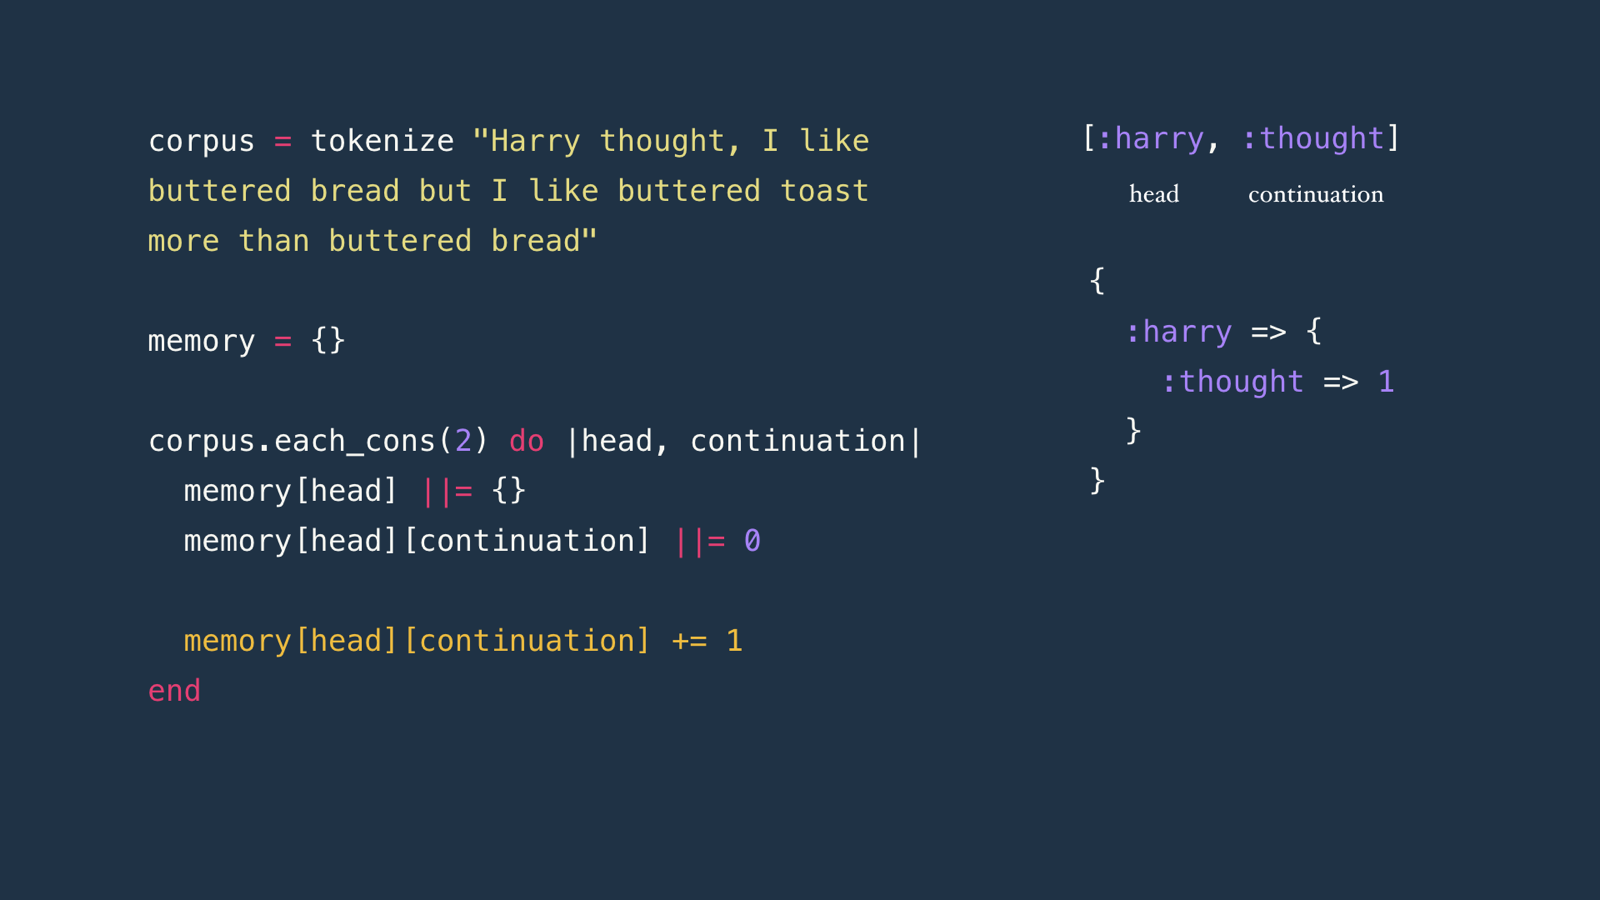 corpus = tokenize "Harry thought, I like
buttered bread but I like buttered toast
more than buttered bread"
memory = {}
corpus.each_cons(2) do |head, continuation|
  memory[head] ||= {}
  memory[head][continuation] ||= 0
  memory[head][continuation] += 1
end
[:harry, :thought]
head continuation
{
  :harry => {
    :thought => 1
  }
}